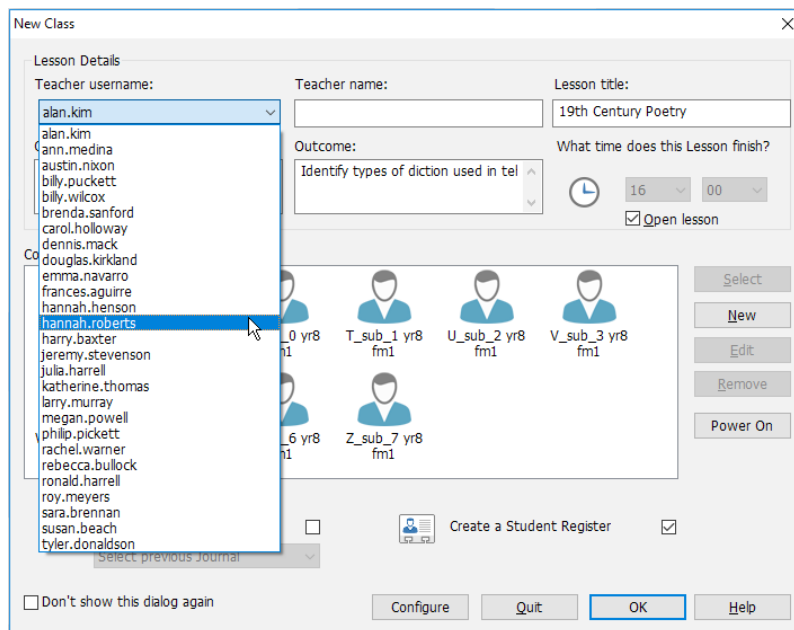 New Class
Lesson Details
Teacher username:
Teacher name:
Lesson title:
alan.kim
19th Century Poetry
alan.kim
ann.medina
austin.nixon
billy.puckett
billy.wilcox
brenda.sanford
carol.holloway
dennis.mack
douglas.kirkland
emma.navarro
frances.aguirre
hannah.henson
hannah.roberts
harry.baxter
jeremy.stevenson
julia.harrell
katherine.thomas
larry.murray
megan.powell
philip.pickett
rachel.warner
rebecca.bullock
ronald.harrell
roy.meyers
sara.brennan
susan.beach
tyler.donaldson
Outcome:
What time does this Lesson finish?
Identify types of diction used in tel
16
00
Open lesson
_0 yr8
T_sub_1 yr8
fm1
U_sub_2 yr8
fm1
V_sub_3 yr8
fm1
_6 yr8
Z_sub_7 yr8
fm1
Select
New
Edit
Remove
Power On
Create a Student Register
Select previous Journal
Don't show this dialog again
Configure
Quit
OK
Help